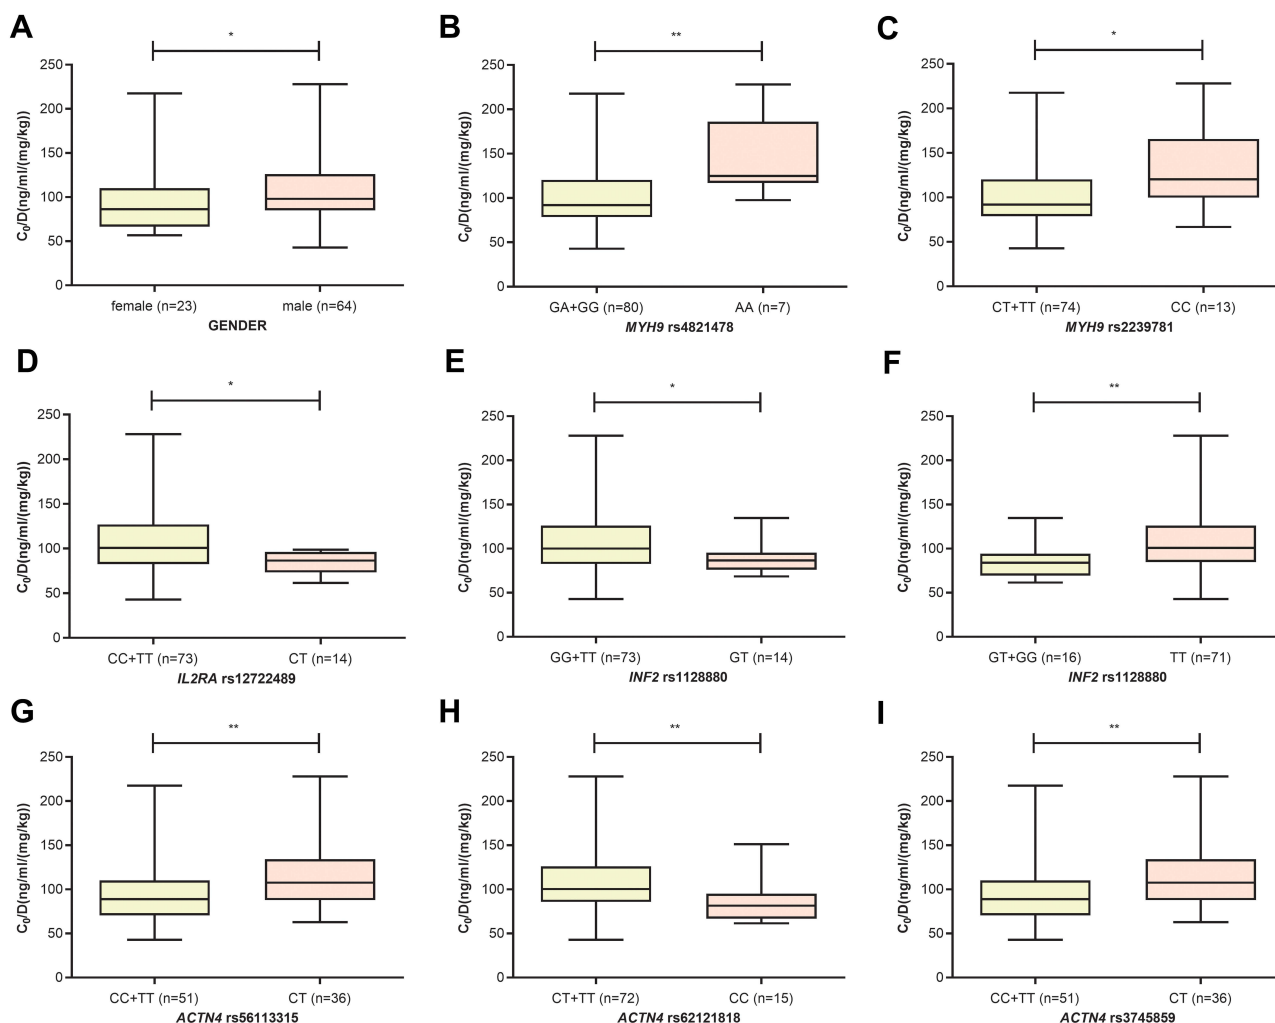 A
*
C0/D(ng/ml/(mg/kg))
250
200
150
100
50
0
female (n=23)
male (n=64)
GENDER
B
**
C0/D(ng/ml/(mg/kg))
250
200
150
100
50
0
GA+GG (n=80)
AA (n=7)
MYH9 rs4821478
C
*
C0/D(ng/ml/(mg/kg))
250
200
150
100
50
0
CT+TT (n=74)
CC (n=13)
MYH9 rs2239781
D
*
C0/D(ng/ml/(mg/kg))
250
200
150
100
50
0
CC+TT (n=73)
CT (n=14)
IL2RA rs12722489
E
*
C0/D(ng/ml/(mg/kg))
250
200
150
100
50
0
GG+TT (n=73)
GT (n=14)
INF2 rs1128880
F
**
C0/D(ng/ml/(mg/kg))
250
200
150
100
50
0
GT+GG (n=16)
TT (n=71)
INF2 rs1128880
G
**
C0/D(ng/ml/(mg/kg))
250
200
150
100
50
0
CC+TT (n=51)
CT (n=36)
ACTN4 rs56113315
H
**
C0/D(ng/ml/(mg/kg))
250
200
150
100
50
0
CT+TT (n=72)
CC (n=15)
ACTN4 rs62121818
I
**
C0/D(ng/ml/(mg/kg))
250
200
150
100
50
0
CC+TT (n=51)
CT (n=36)
ACTN4 rs3745859